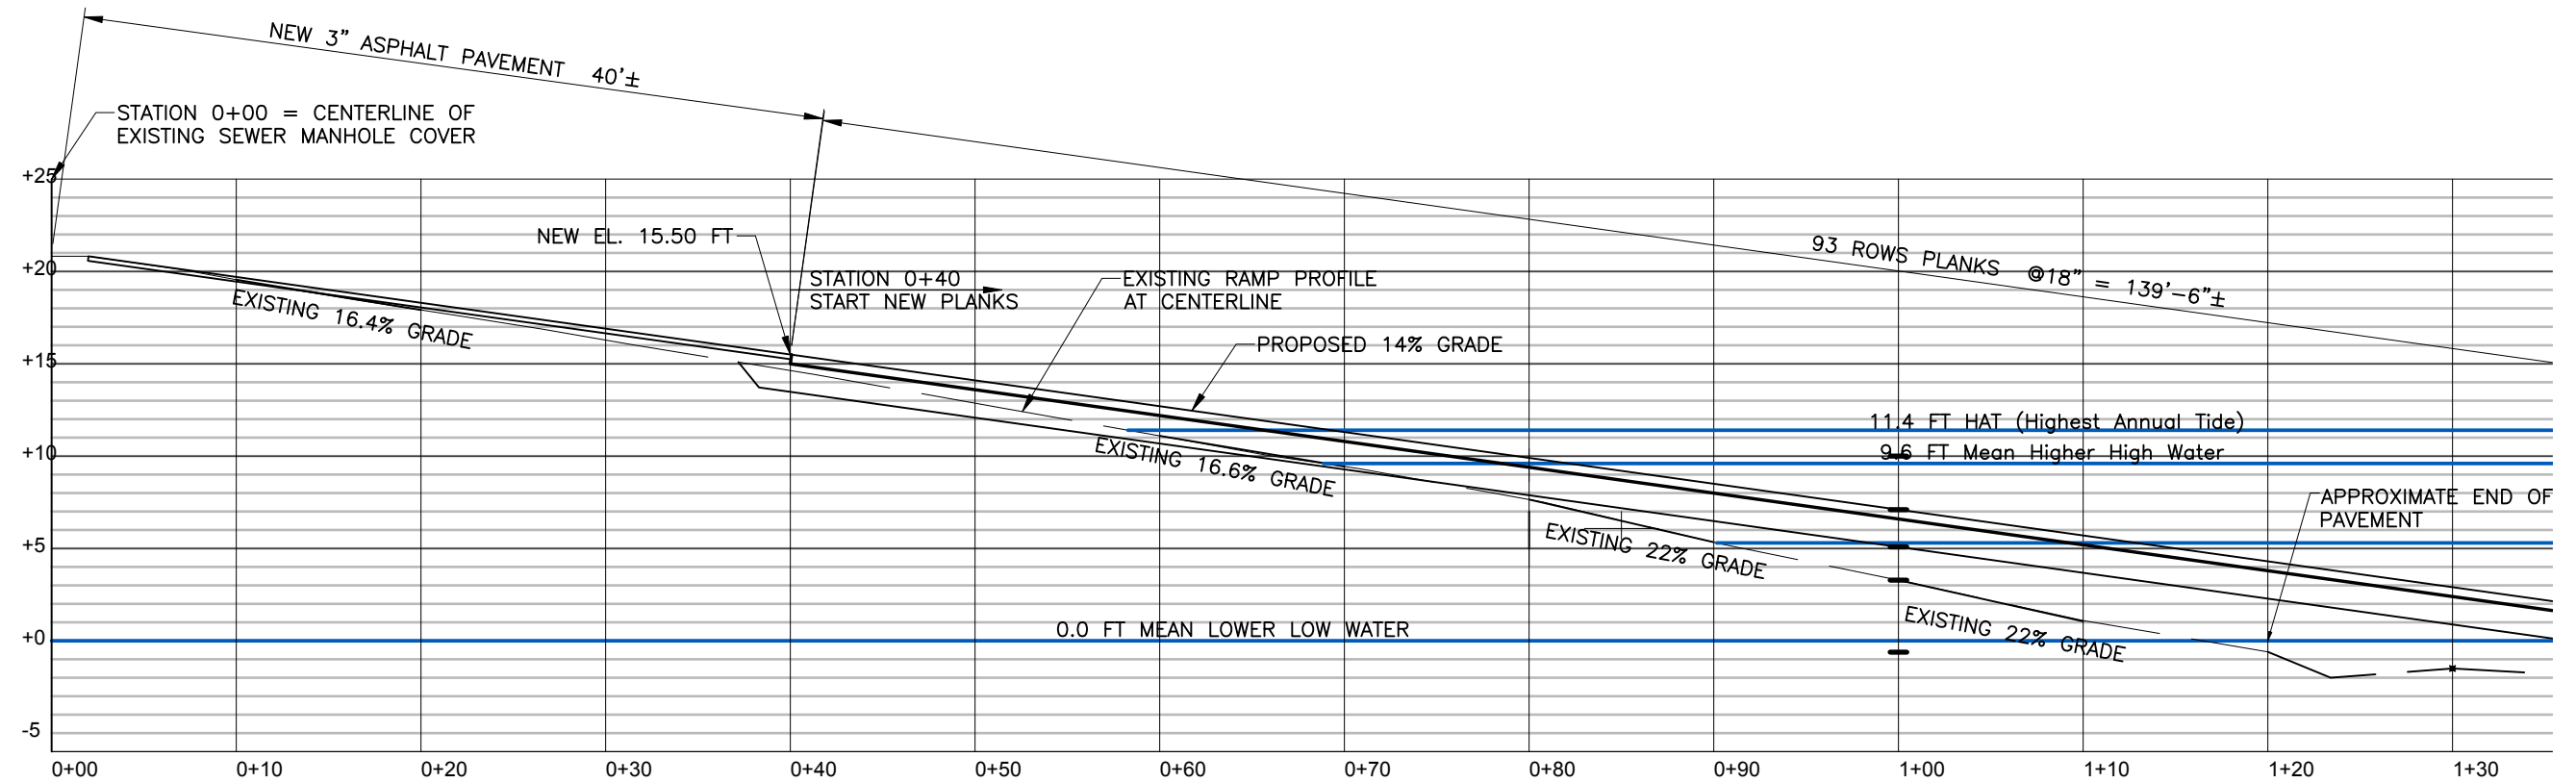 NEW 3" ASPHALT PAVEMENT 40'±
STATION 0+00 = CENTERLINE OF
EXISTING SEWER MANHOLE COVER
+25
NEW EL. 15.50 FT
93 ROWS PLANKS @18" = 139'-6"±
+20
STATION 0+40
START NEW PLANKS
EXISTING RAMP PROFILE
AT CENTERLINE
EXISTING 16.4% GRADE
PROPOSED 14% GRADE
+15
11.4 FT HAT (Highest Annual Tide)
+10
9.6 FT Mean Higher High Water
EXISTING 16.6% GRADE
APPROXIMATE END OF
PAVEMENT
+5
EXISTING 22% GRADE
+0
0.0 FT MEAN LOWER LOW WATER
EXISTING 22% GRADE
-5
0+00 0+10 0+20 0+30 0+40 0+50 0+60 0+70 0+80 0+90 1+00 1+10 1+20 1+30